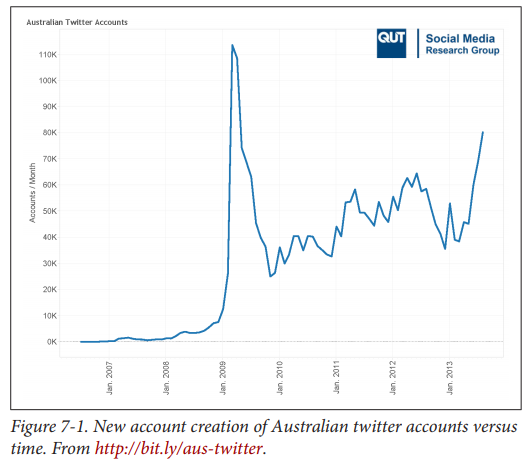 Australian Twitter Accounts
QUT
Social Media
Research Group
Accounts / Month
110K
100K
90K
80K
70K
60K
50K
40K
30K
20K
10K
0K
Jan. 2007
Jan. 2008
Jan. 2009
Jan. 2010
Jan. 2011
Jan. 2012
Jan. 2013
Figure 7-1. New account creation of Australian twitter accounts versus
time. From http://bit.ly/aus-twitter.